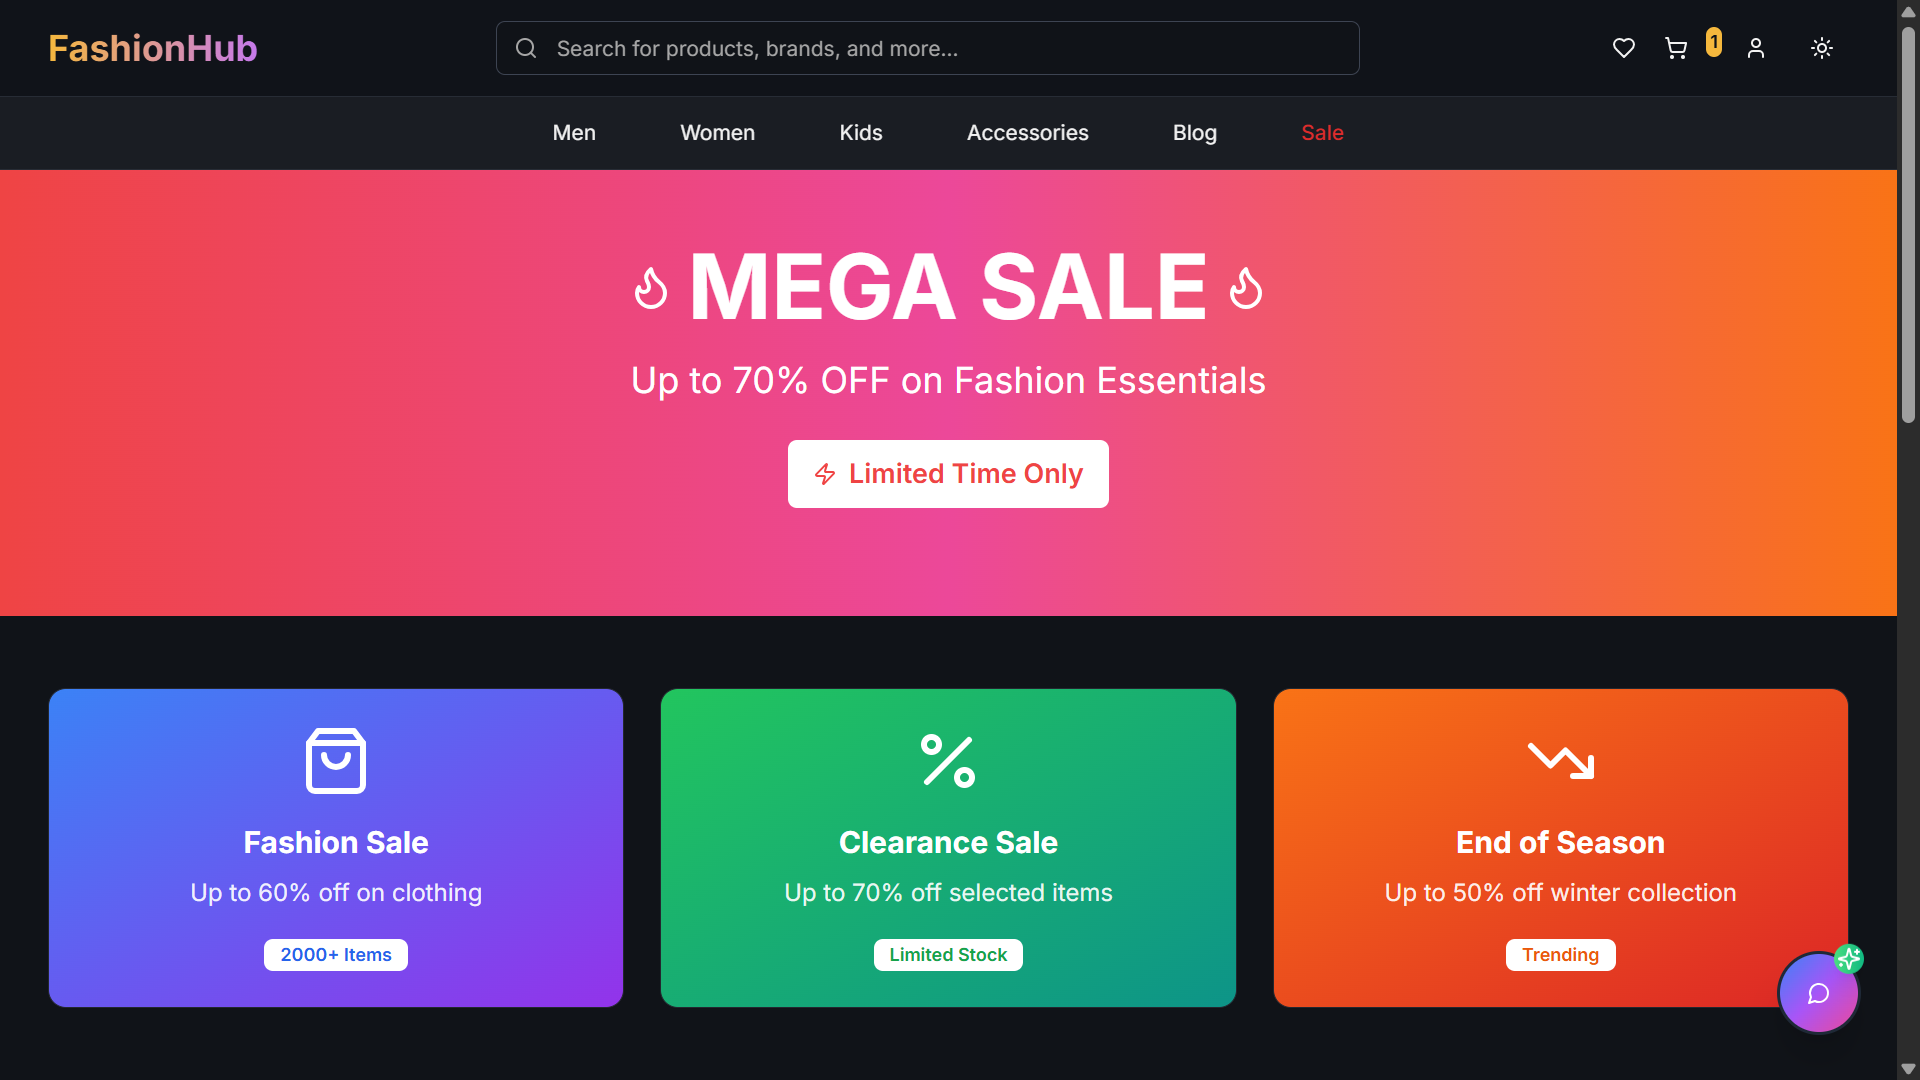 FashionHub
Search for products, brands, and more...
1
Men
Women
Kids
Accessories
Blog
Sale
MEGA SALE
Up to 70% OFF on Fashion Essentials
Limited Time Only
Fashion Sale
Up to 60% off on clothing
2000+ Items
Clearance Sale
Up to 70% off selected items
Limited Stock
End of Season
Up to 50% off winter collection
Trending